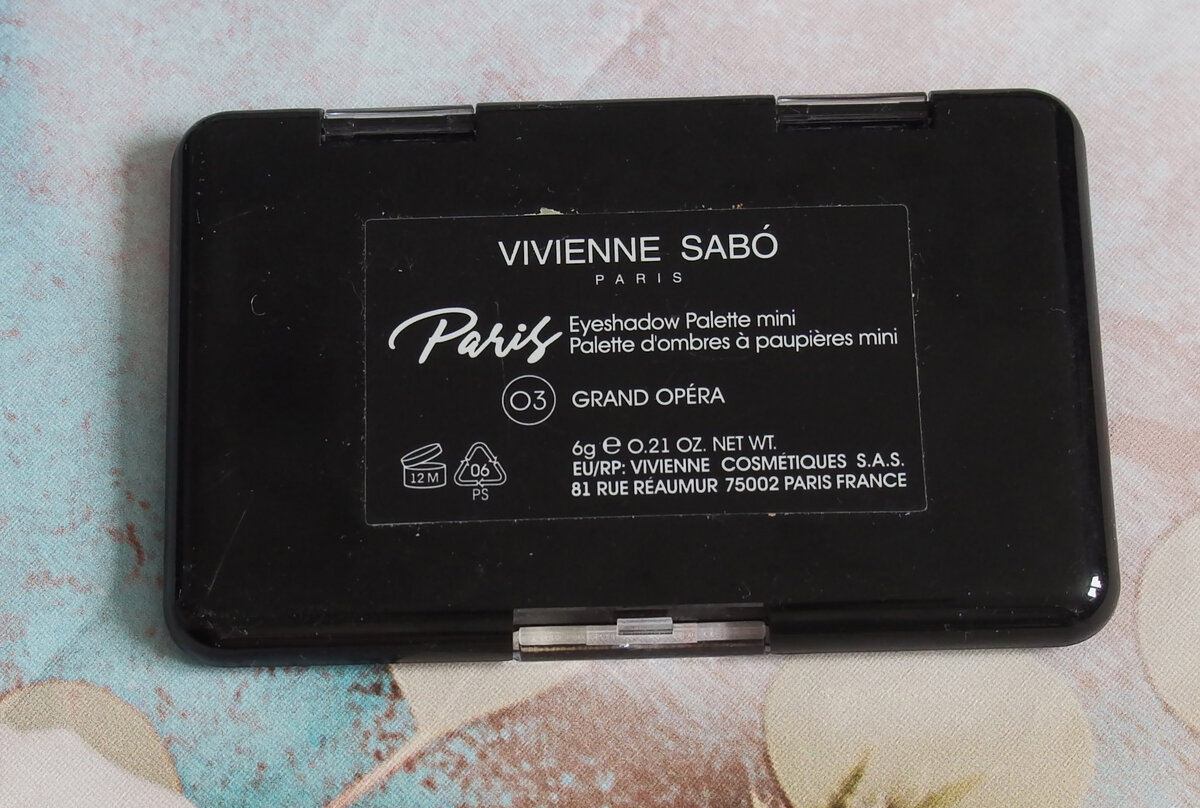 VIVIENNE SABÓ
PARIS
Paris
Eyeshadow Palette mini
Palette d'ombres à paupières mini
03 GRAND OPÉRA
6g e 0.21 OZ. NET WT.
EU/RP: VIVIENNE COSMÉTIQUES S.A.S.
81 RUE RÉAUMUR 75002 PARIS FRANCE
12 M
06
PS